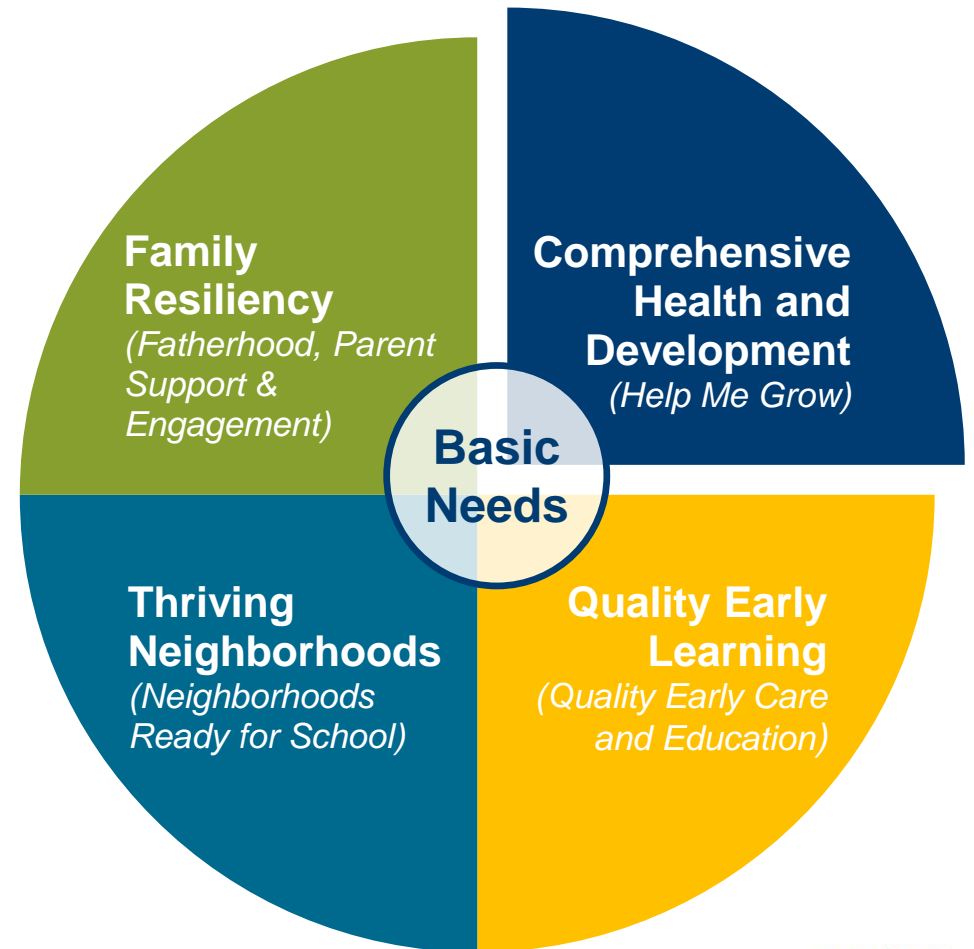 Family
Resiliency
(Fatherhood, Parent
Support &
Engagement)
Comprehensive
Health and
Development
(Help Me Grow)
Basic
Needs
Thriving
Neighborhoods
(Neighborhoods
Ready for School)
Quality Early
Learning
(Quality Early Care
and Education)